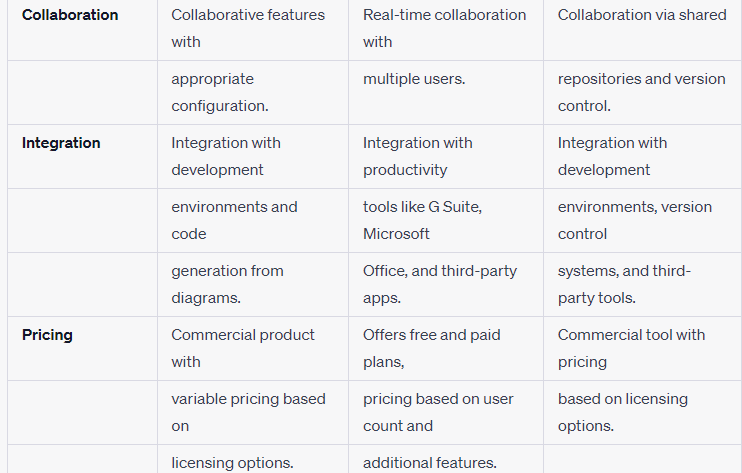 Collaboration Collaborative features with Real-time collaboration with Collaboration via shared
appropriate configuration. multiple users. repositories and version control.
Integration Integration with development Integration with productivity Integration with development
environments and code tools like G Suite, Microsoft environments, version control
generation from diagrams. Office, and third-party apps. systems, and third-party tools.
Pricing Commercial product with Offers free and paid plans, Commercial tool with pricing
variable pricing based on pricing based on user count and based on licensing options.
licensing options. additional features.